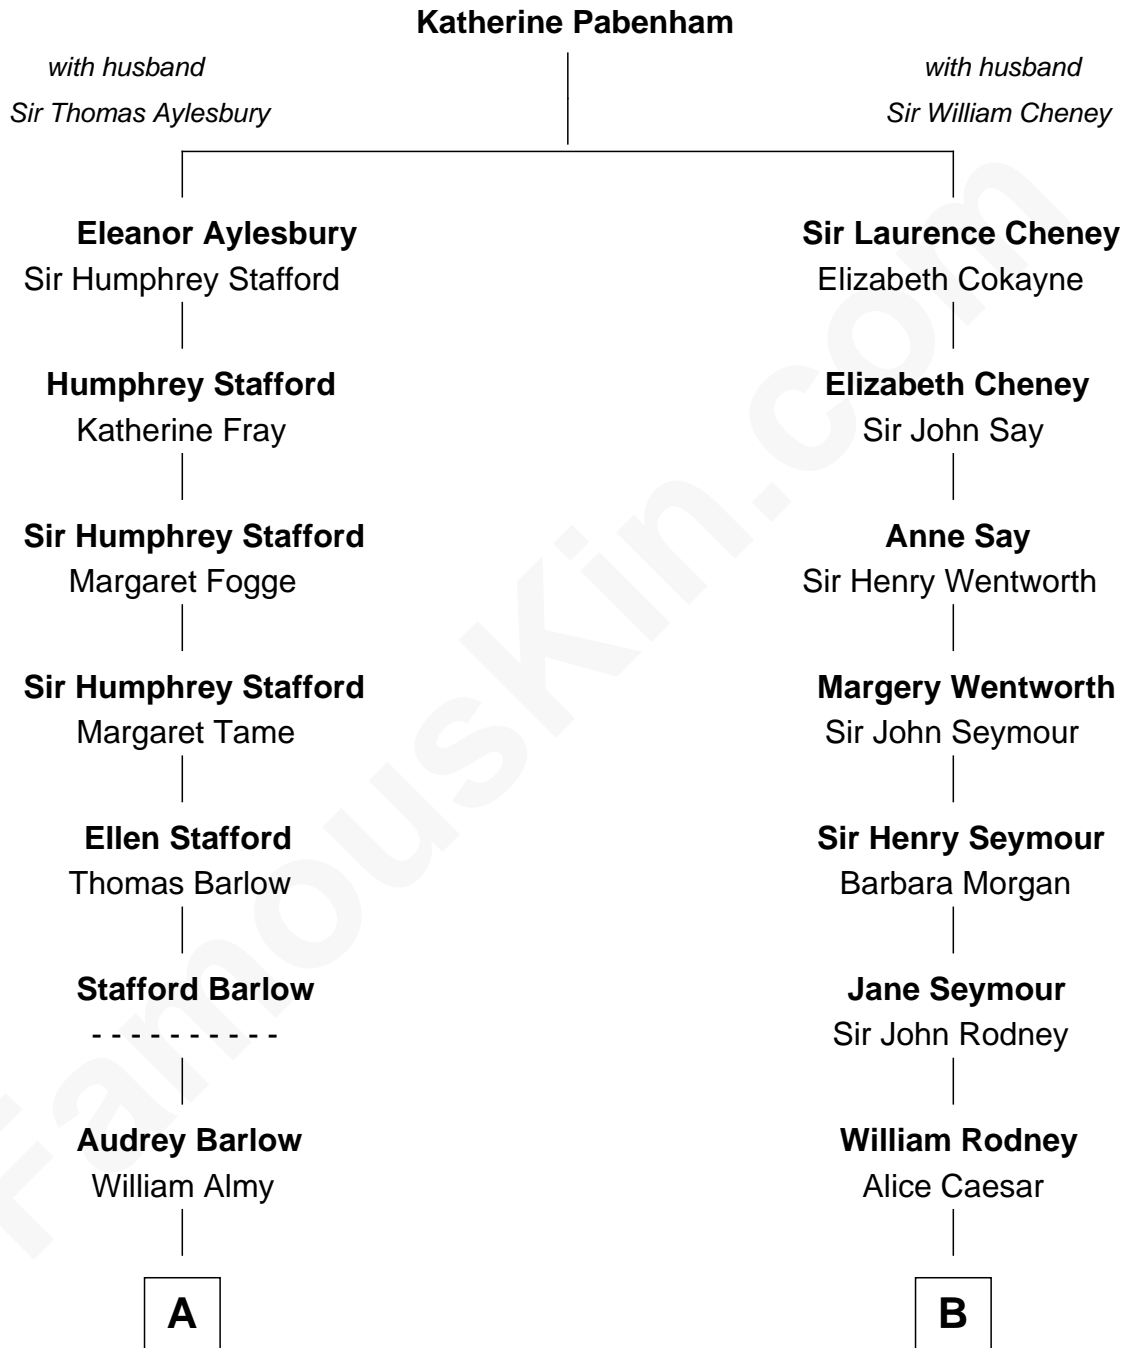 Katherine Pabenham
with husband
Sir Thomas Aylesbury
with husband
Sir William Cheney
Eleanor Aylesbury
Sir Humphrey Stafford
Sir Laurence Cheney
Elizabeth Cokayne
Humphrey Stafford
Katherine Fray
Elizabeth Cheney
Sir John Say
Sir Humphrey Stafford
Margaret Fogge
Anne Say
Sir Henry Wentworth
Sir Humphrey Stafford
Margaret Tame
Margery Wentworth
Sir John Seymour
Ellen Stafford
Thomas Barlow
Sir Henry Seymour
Barbara Morgan
Stafford Barlow
- - - - - - - - - -
Jane Seymour
Sir John Rodney
Audrey Barlow
William Almy
William Rodney
Alice Caesar
A
B
FamousKin.com